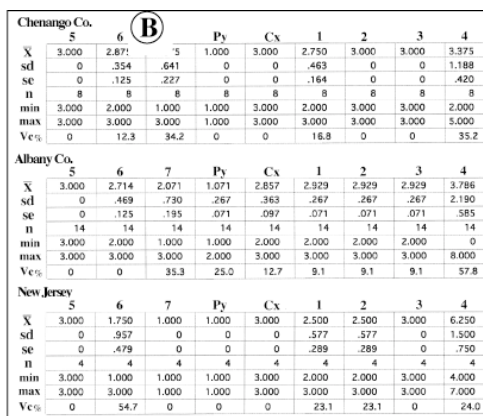 Chenango Co.
5 6 B Py Cx 1 2 3 4
X̄ 3.000 2.875 5 1.000 3.000 2.750 3.000 3.000 3.375
sd 0 .354 .641 0 0 .463 0 0 1.188
se 0 .125 .227 0 0 .164 0 0 .420
n 8 8 8 8 8 8 8 8 8
min 3.000 2.000 1.000 1.000 3.000 2.000 3.000 3.000 2.000
max 3.000 3.000 3.000 1.000 3.000 3.000 3.000 3.000 5.000
Vc% 0 12.3 34.2 0 0 16.8 0 0 35.2
Albany Co.
5 6 7 Py Cx 1 2 3 4
X̄ 3.000 2.714 2.071 1.071 2.857 2.929 2.929 2.929 3.786
sd 0 .469 .730 .267 .363 .267 .267 .267 2.190
se 0 .125 .195 .071 .097 .071 .071 .071 .585
n 14 14 14 14 14 14 14 14 14
min 3.000 2.000 1.000 1.000 2.000 2.000 2.000 2.000 0
max 3.000 3.000 3.000 2.000 3.000 3.000 3.000 3.000 8.000
Vc% 0 0 35.3 25.0 12.7 9.1 9.1 9.1 57.8
New Jersey
5 6 7 Py Cx 1 2 3 4
X̄ 3.000 1.750 1.000 1.000 3.000 2.500 2.500 3.000 6.250
sd 0 .957 0 0 0 .577 .577 0 1.500
se 0 .479 0 0 0 .289 .289 0 .750
n 4 4 4 4 4 4 4 4 4
min 3.000 1.000 1.000 1.000 3.000 2.000 2.000 3.000 4.000
max 3.000 3.000 1.000 1.000 3.000 3.000 3.000 3.000 7.000
Vc% 0 54.7 0 0 0 23.1 23.1 0 24.0